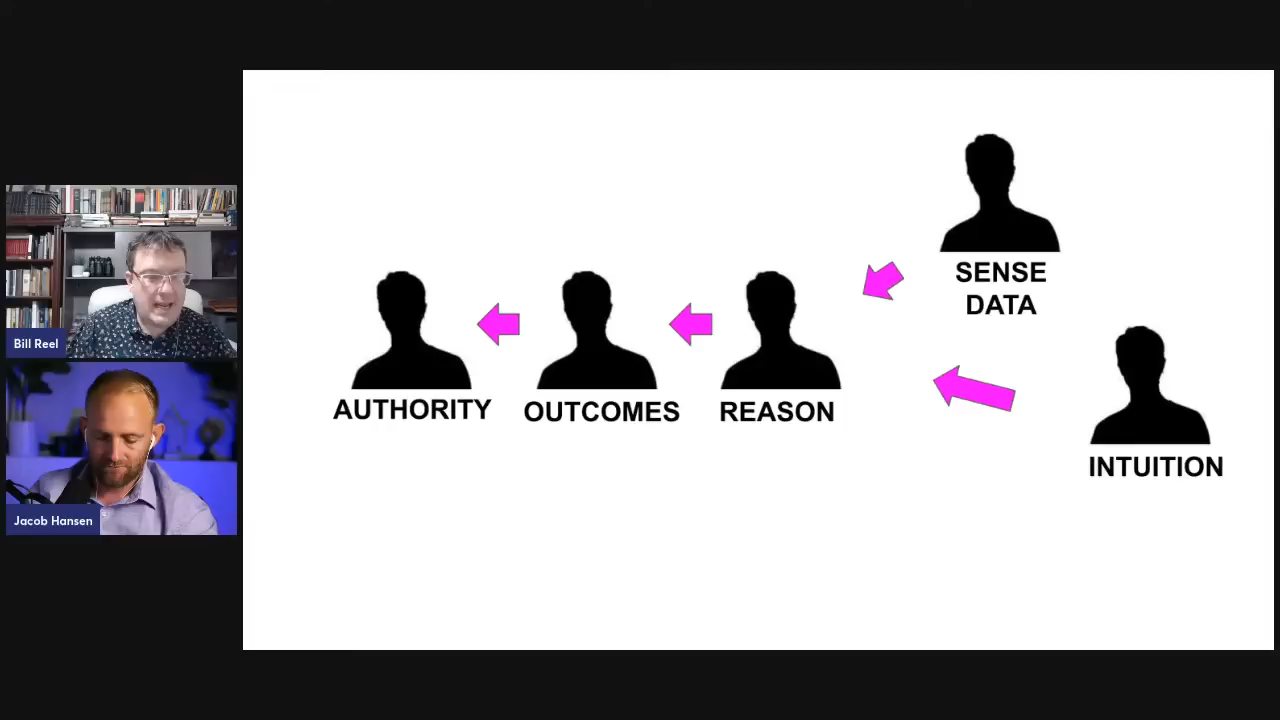 SENSE
DATA
AUTHORITY
OUTCOMES
REASON
INTUITION
Bill Reel
Jacob Hansen